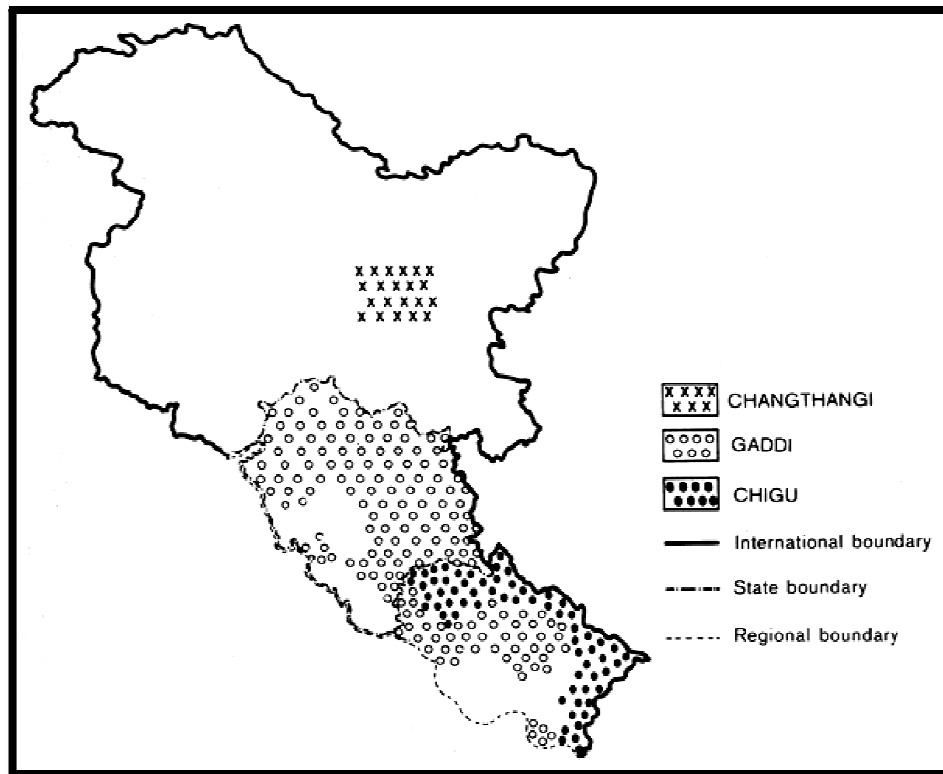 CHANGTHANGI
GADDI
CHIGU
International boundary
State boundary
Regional boundary